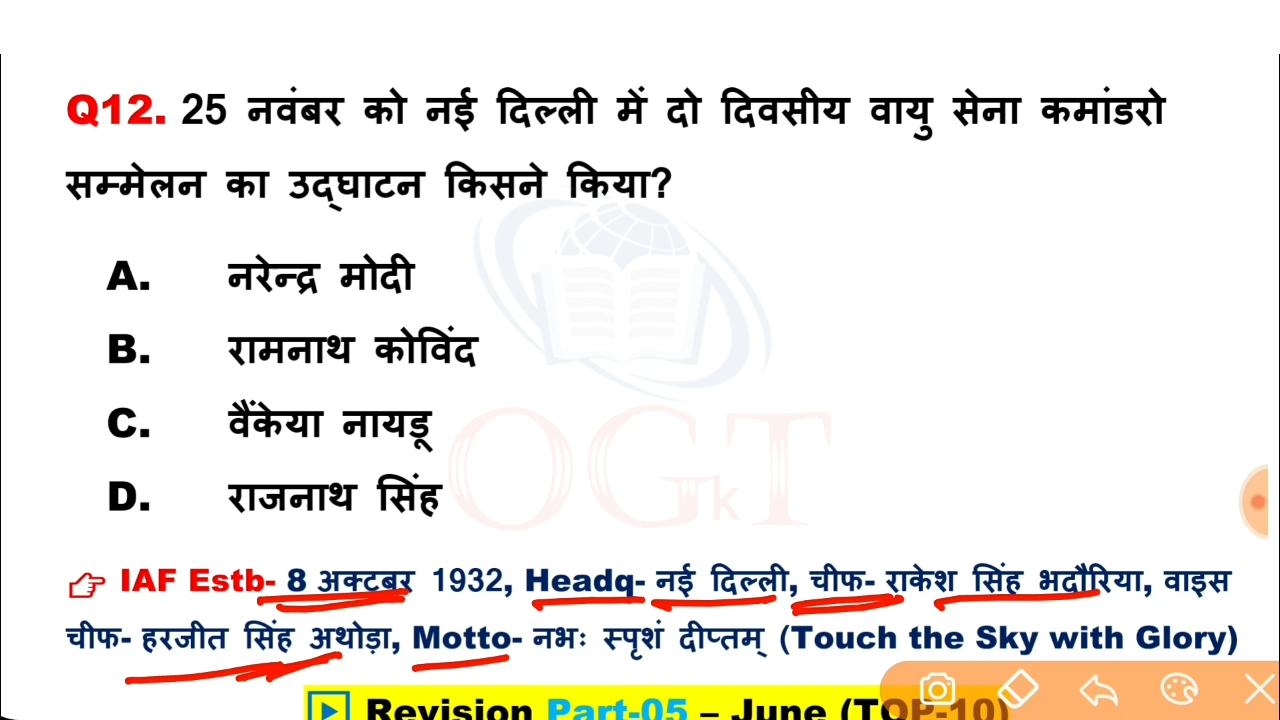 Q12. 25 नवंबर को नई दिल्ली में दो दिवसीय वायु सेना कमांडरो
सम्मेलन का उद्घाटन किसने किया?
A. नरेन्द्र मोदी
B. रामनाथ कोविंद
C. वैंकेया नायडू
D. राजनाथ सिंह
OGkT
IAF Estb- 8 अक्टबर 1932, Headq- नई दिल्ली, चीफ- राकेश सिंह भदौरिया, वाइस
चीफ- हरजीत सिंह अथोड़ा, Motto- नभः स्पृशं दीप्तम् (Touch the Sky with Glory)
Revision Part-05 – June (TOP-10)